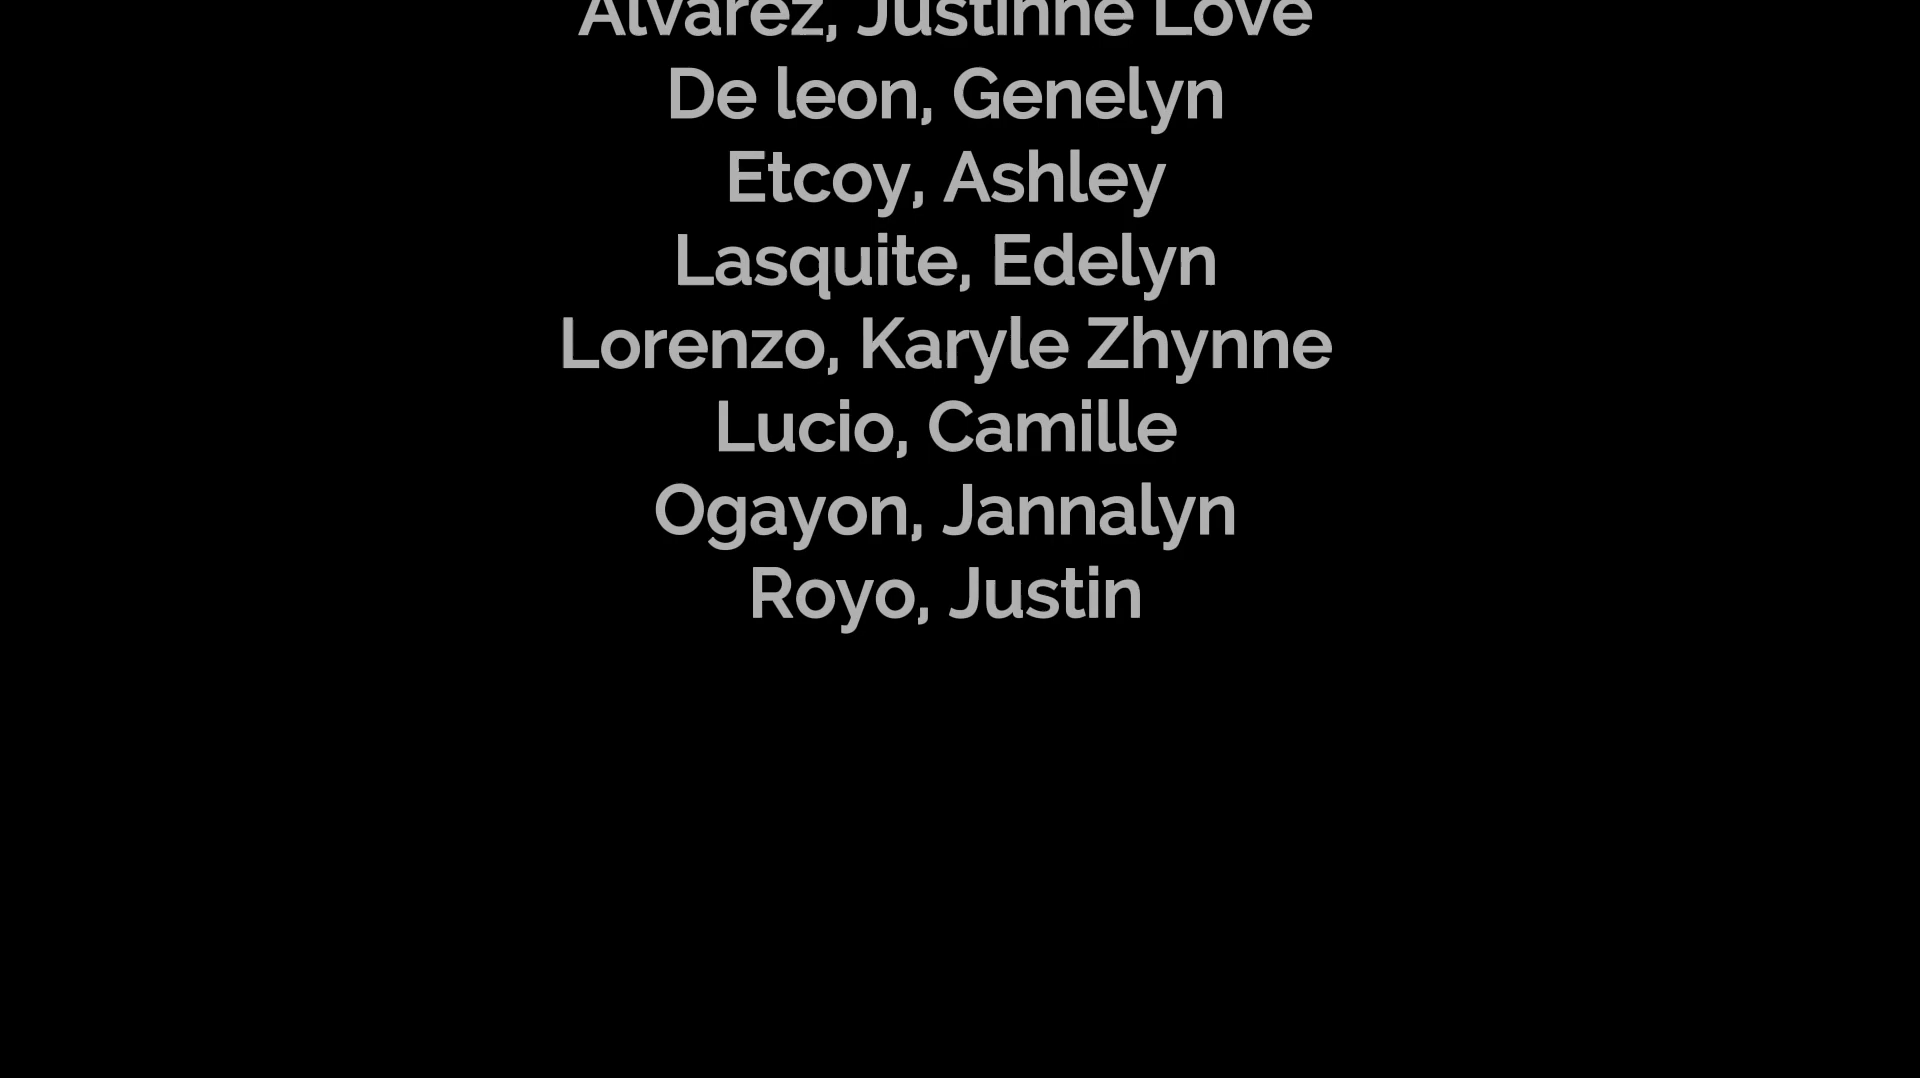 Alvarez, Justinne Love
De leon, Genelyn
Etcoy, Ashley
Lasquite, Edelyn
Lorenzo, Karyle Zhynne
Lucio, Camille
Ogayon, Jannalyn
Royo, Justin